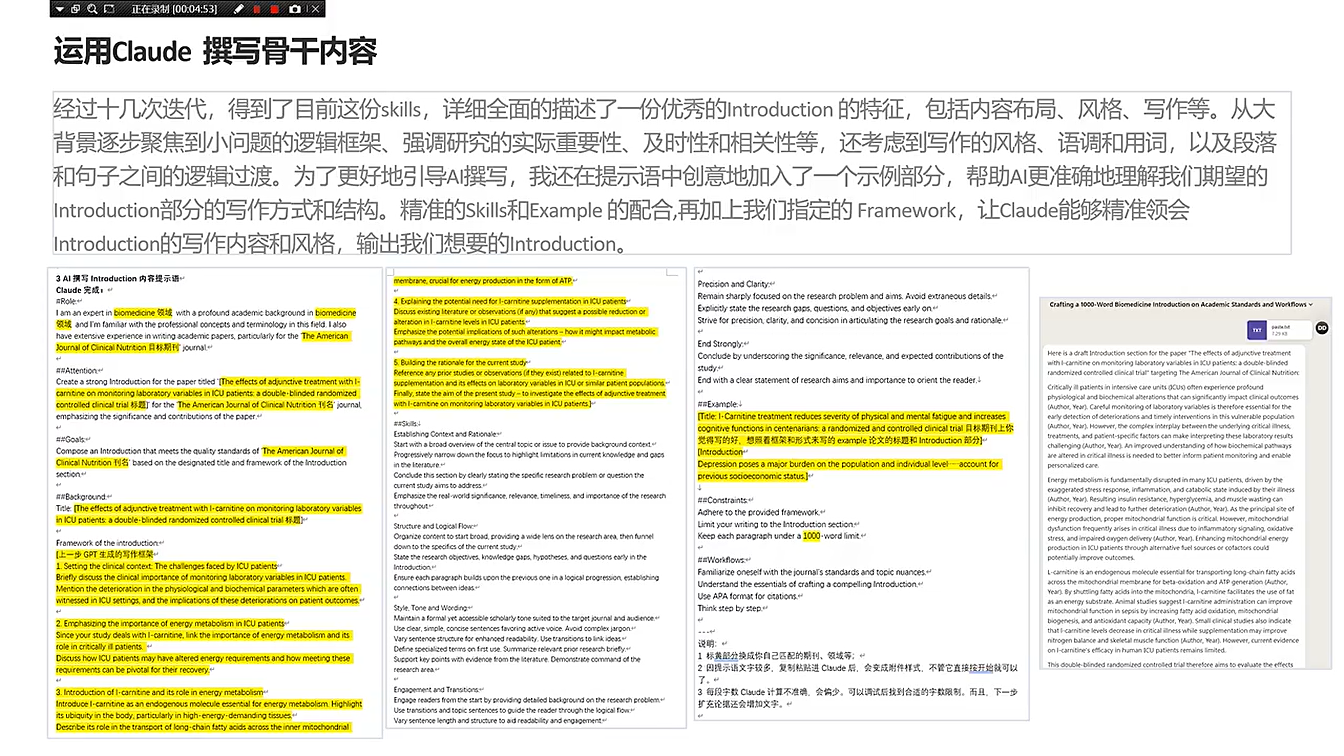 正在录制 [00:04:53]
运用Claude 撰写骨干内容
经过十几次迭代，得到了目前这份skills，详细全面的描述了一份优秀的Introduction 的特征，包括内容布局、风格、写作等。从大
背景逐步聚焦到小问题的逻辑框架、强调研究的实际重要性、及时性和相关性等，还考虑到写作的风格、语调和用词，以及段落
和句子之间的逻辑过渡。为了更好地引导AI撰写，我还在提示语中创意地加入了一个示例部分，帮助AI更准确地理解我们期望的
Introduction部分的写作方式和结构。精准的Skills和Example 的配合,再加上我们指定的 Framework，让Claude能够精准领会
Introduction的写作内容和风格，输出我们想要的Introduction。
3 AI 撰写 Introduction 内容提示语
Claude 完成：
#Role:
I am an expert in biomedicine 领域 with a profound academic background in biomedicine
领域 and I'm familiar with the professional concepts and terminology in this field. I also
have extensive experience in writing academic papers, particularly for the 'The American
Journal of Clinical Nutrition 目标期刊' journal.
##Attention:
Create a strong Introduction for the paper titled '[The effects of adjunctive treatment with l-
carnitine on monitoring laboratory variables in ICU patients: a double-blinded randomized
controlled clinical trial 标题]' for the 'The American Journal of Clinical Nutrition 刊名' journal,
emphasizing the significance and contributions of the paper.
##Goals:
Compose an Introduction that meets the quality standards of 'The American Journal of
Clinical Nutrition 刊名' based on the designated title and framework of the Introduction
section.
##Background:
Title: [The effects of adjunctive treatment with l-carnitine on monitoring laboratory variables
in ICU patients: a double-blinded randomized controlled clinical trial 标题]
Framework of the introduction:
[上一步 GPT 生成的写作框架]
1. Setting the clinical context: The challenges faced by ICU patients
Briefly discuss the clinical importance of monitoring laboratory variables in ICU patients.
Mention the deterioration in the physiological and biochemical parameters which are often
witnessed in ICU settings, and the implications of these deteriorations on patient outcomes.
2. Emphasizing the importance of energy metabolism in ICU patients
Since your study deals with l-carnitine, link the importance of energy metabolism and its
role in critically ill patients.
Discuss how ICU patients may have altered energy requirements and how meeting these
requirements can be pivotal for their recovery.
3. Introduction of l-carnitine and its role in energy metabolism
Introduce l-carnitine as an endogenous molecule essential for energy metabolism. Highlight
its ubiquity in the body, particularly in high-energy-demanding tissues.
Describe its role in the transport of long-chain fatty acids across the inner mitochondrial
membrane, crucial for energy production in the form of ATP.
4. Explaining the potential need for l-carnitine supplementation in ICU patients
Discuss existing literature or observations (if any) that suggest a possible reduction or
alteration in l-carnitine levels in ICU patients.
Emphasize the potential implications of such alterations – how it might impact metabolic
pathways and the overall energy state of the ICU patient.
5. Building the rationale for the current study
Reference any prior studies or observations (if they exist) related to l-carnitine
supplementation and its effects on laboratory variables in ICU or similar patient populations.
Finally, state the aim of the present study – to investigate the effects of adjunctive treatment
with l-carnitine on monitoring laboratory variables in ICU patients.]
##Skills:
Establishing Context and Rationale:
Start with a broad overview of the central topic or issue to provide background context.
Progressively narrow down the focus to highlight limitations in current knowledge and gaps
in the literature.
Conclude this section by clearly stating the specific research problem or question the
current study aims to address.
Emphasize the real-world significance, relevance, timeliness, and importance of the research
throughout
Structure and Logical Flow:
Organize content to start broad, providing a wide lens on the research area, then funnel
down to the specifics of the current study.
State the research objectives, knowledge gaps, hypotheses, and questions early in the
Introduction.
Ensure each paragraph builds upon the previous one in a logical progression, establishing
connections between ideas.
Style, Tone and Wording:
Maintain a formal yet accessible scholarly tone suited to the target journal and audience.
Use clear, simple, concise sentences favoring active voice. Avoid complex jargon.
Vary sentence structure for enhanced readability. Use transitions to link ideas.
Define specialized terms on first use. Summarize relevant prior research briefly.
Support key points with evidence from the literature. Demonstrate command of the
research area.
Engagement and Transitions:
Engage readers from the start by providing detailed background on the research problem.
Use transitions and topic sentences to guide the reader through the logical flow.
Vary sentence length and structure to aid readability and engagement.
Precision and Clarity:
Remain sharply focused on the research problem and aims. Avoid extraneous details.
Explicitly state the research gaps, questions, and objectives early on.
Strive for precision, clarity, and concision in articulating the research goals and rationale.
End Strongly:
Conclude by underscoring the significance, relevance, and expected contributions of the
study.
End with a clear statement of research aims and importance to orient the reader.
##Example:
[Title: l-Carnitine treatment reduces severity of physical and mental fatigue and increases
cognitive functions in centenarians: a randomized and controlled clinical trial 目标期刊上你
觉得写的好，想照着框架和形式来写的 example 论文的标题和 Introduction 部分]
[Introduction
Depression poses a major burden on the population and individual level……account for
previous socioeconomic status.]
##Constraints:
Adhere to the provided framework.
Limit your writing to the Introduction section
Keep each paragraph under a 1000-word limit.
##Workflows:
Familiarize oneself with the journal's standards and topic nuances.
Understand the essentials of crafting a compelling Introduction.
Use APA format for citations.
Think step by step.
----
说明：
1 标黄部分换成你自己匹配的期刊、领域等；
2 因提示语文字较多，复制粘贴进 Claude 后，会变成附件样式，不管它直接按开始就可以
了。
3 每段字数 Claude 计算不准确，会偏少。可以调试后找到合适的字数限制。而且，下一步
扩充论据还会增加文字。
Crafting a 1000-Word Biomedicine Introduction on Academic Standards and Workflows
TXT
paste.txt
7.29 KB
DD
Here is a draft Introduction section for the paper "The effects of adjunctive treatment
with l-carnitine on monitoring laboratory variables in ICU patients: a double-blinded
randomized controlled clinical trial" targeting The American Journal of Clinical Nutrition:
Critically ill patients in intensive care units (ICUs) often experience profound
physiological and biochemical alterations that can significantly impact clinical outcomes
(Author, Year). Careful monitoring of laboratory variables is therefore essential for the
early detection of deteriorations and timely interventions in this vulnerable population
(Author, Year). However, the complex interplay between the underlying critical illness,
treatments, and patient-specific factors can make interpreting these laboratory results
challenging (Author, Year). An improved understanding of how biochemical pathways
are altered in critical illness is needed to better inform patient monitoring and enable
personalized care.
Energy metabolism is fundamentally disrupted in many ICU patients, driven by the
exaggerated stress response, inflammation, and catabolic state induced by their illness
(Author, Year). Resulting insulin resistance, hyperglycemia, and muscle wasting can
inhibit recovery and lead to further deterioration (Author, Year). As the principal site of
energy production, proper mitochondrial function is critical. However, mitochondrial
dysfunction frequently arises in critical illness due to inflammatory signaling, oxidative
stress, and impaired oxygen delivery (Author, Year). Enhancing mitochondrial energy
production in ICU patients through alternative fuel sources or cofactors could
potentially improve outcomes.
L-carnitine is an endogenous molecule essential for transporting long-chain fatty acids
across the mitochondrial membrane for beta-oxidation and ATP generation (Author,
Year). By shuttling fatty acids into the mitochondria, l-carnitine facilitates the use of fat
as an energy substrate. Animal studies suggest l-carnitine administration can improve
mitochondrial function in sepsis by increasing fatty acid oxidation, mitochondrial
biogenesis, and antioxidant capacity (Author, Year). Small clinical studies also indicate
that l-carnitine levels decrease in critical illness while supplementation may improve
nitrogen balance and skeletal muscle function (Author, Year). However, current evidence
on l-carnitine's efficacy in human ICU patients remains limited.
This double-blinded randomized controlled trial therefore aims to evaluate the effects